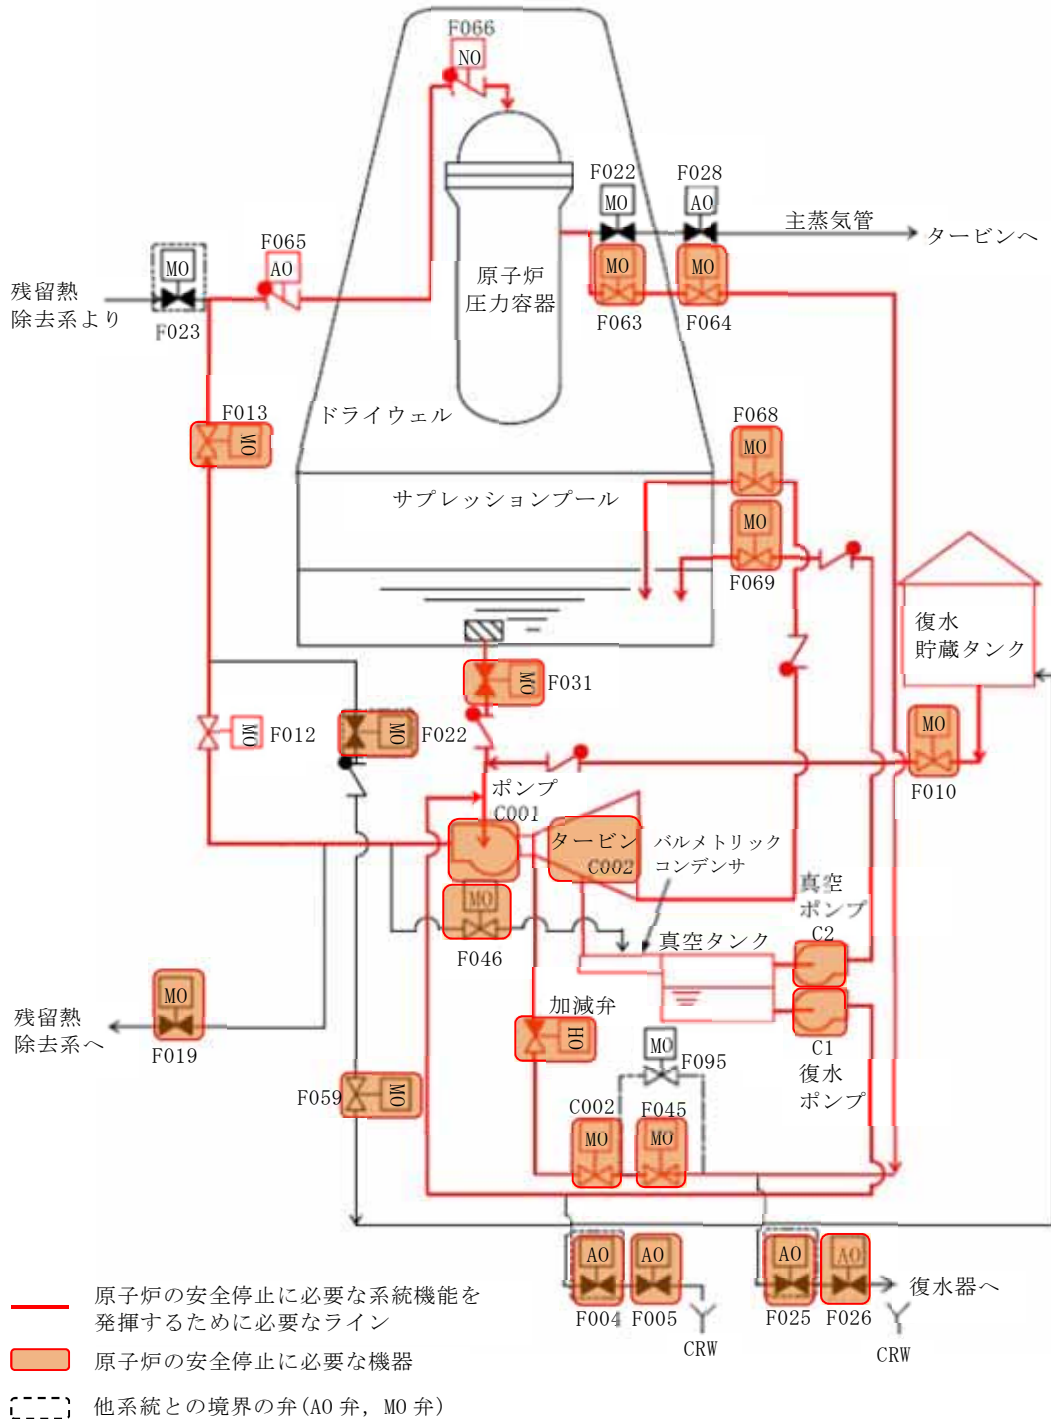 F066
NO
F022
F028
MO
AO
主蒸気管
タービンへ
F065
AO
MO
残留熱
除去系より
F023
原子炉
圧力容器
MO
MO
F063
F064
F013
MO
ドライウェル
F068
MO
サプレッションプール
MO
F069
復水
貯蔵タンク
MO
F031
F012
MO
MO
F022
MO
F010
ポンプ
C001
タービン
C002
バルメトリック
コンデンサ
MO
F046
真空
ポンプ
C2
真空タンク
MO
F019
残留熱
除去系へ
加減弁
HO
C1
復水
ポンプ
MO
F095
F059
MO
C002
F045
MO
MO
AO
AO
F004
F005
CRW
AO
AO
F025
F026
復水器へ
CRW
原子炉の安全停止に必要な系統機能を
発揮するために必要なライン
原子炉の安全停止に必要な機器
他系統との境界の弁(AO 弁, MO 弁)